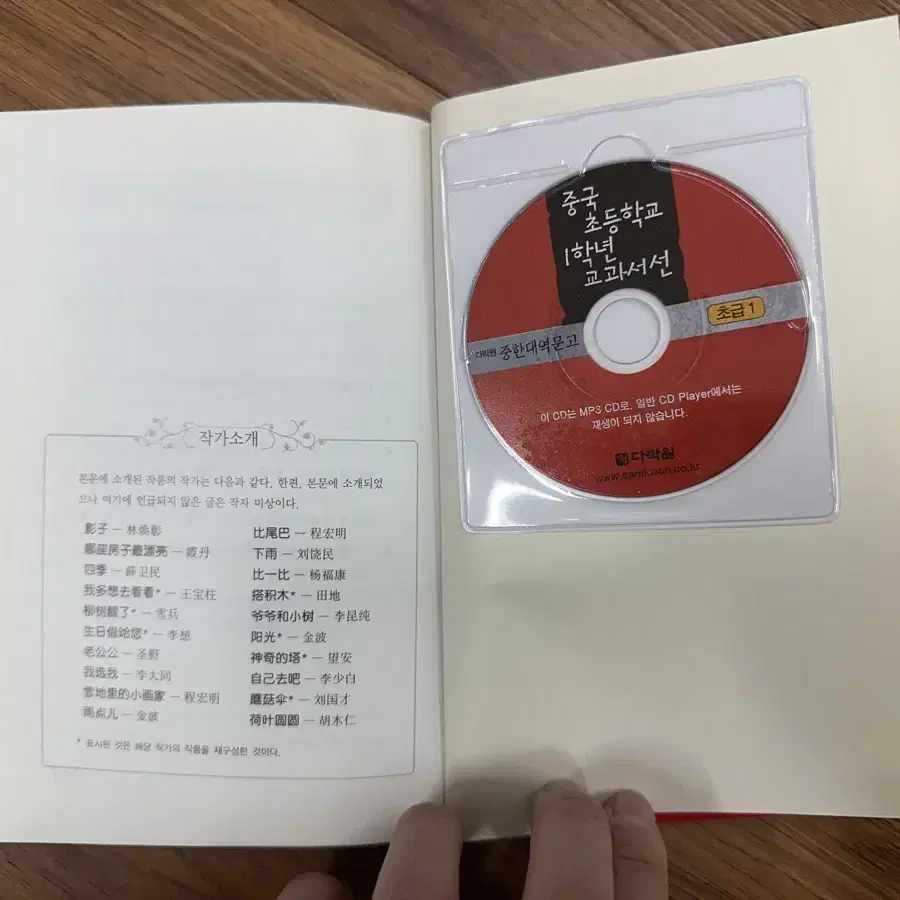 작가소개
본문에 소개된 작품의 작가는 다음과 같다. 한편, 본문에 소개되었
으나 여기에 언급되지 않은 글은 작자 미상이다.
影子 — 林焕彰
哪座房子最漂亮 — 霞丹
四季 — 薛卫民
我多想去看看* — 王宝柱
柳树醒了* — 雪兵
生日借给您* — 李想
老公公 — 圣野
我选我 — 李大同
雪地里的小画家 — 程宏明
雨点儿 — 金波
比尾巴 — 程宏明
下雨 — 刘饶民
比一比 — 杨福康
搭积木* — 田地
爷爷和小树 — 李昆纯
阳光* — 金波
神奇的塔* — 望安
自己去吧 — 李少白
蘑菇伞* — 刘国才
荷叶圆圆 — 胡木仁
* 표시된 것은 해당 작가의 작품을 재구성한 것이다.
중국
초등학교
1학년
교과서선
초급 1
다락원 중한대역문고
이 CD는 MP3 CD로, 일반 CD Player에서는
재생이 되지 않습니다.
다락원
www.darakwon.co.kr